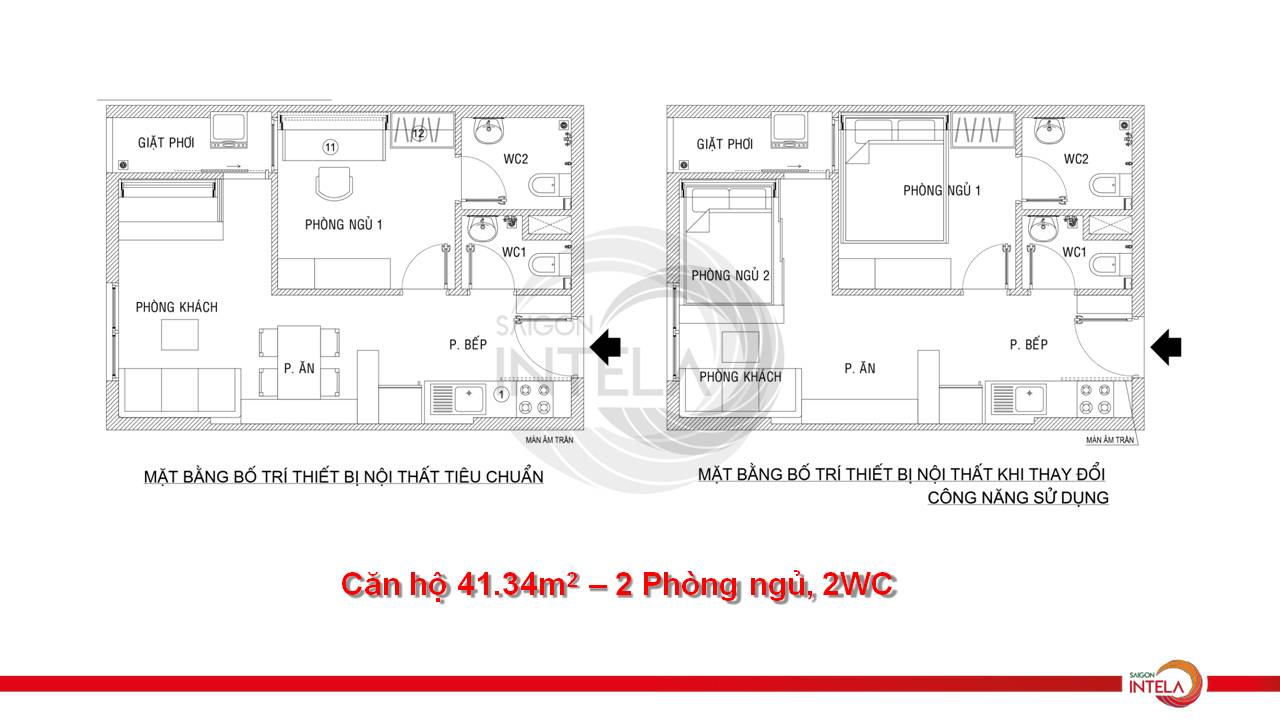 GIẶT PHƠI
11
12
WC2
PHÒNG NGỦ 1
WC1
PHÒNG KHÁCH
P. BẾP
P. ĂN
1
MÀN ÂM TRẦN
MẶT BẰNG BỐ TRÍ THIẾT BỊ NỘI THẤT TIÊU CHUẨN
GIẶT PHƠI
WC2
PHÒNG NGỦ 1
WC1
PHÒNG NGỦ 2
P. BẾP
P. ĂN
PHÒNG KHÁCH
MÀN ÂM TRẦN
MẶT BẰNG BỐ TRÍ THIẾT BỊ NỘI THẤT KHI THAY ĐỔI
CÔNG NĂNG SỬ DỤNG
SAIGON
INTELA
Căn hộ 41.34m² – 2 Phòng ngủ, 2WC
SAIGON
INTELA